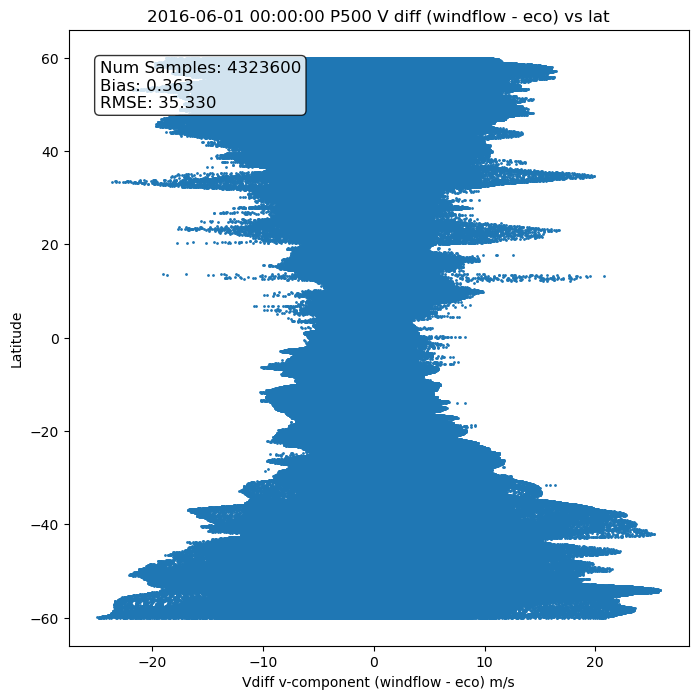 2016-06-01 00:00:00 P500 V diff (windflow - eco) vs lat
60
Num Samples: 4323600
Bias: 0.363
RMSE: 35.330
40
20
Latitude
0
−20
−40
−60
−20 −10 0 10 20
Vdiff v-component (windflow - eco) m/s